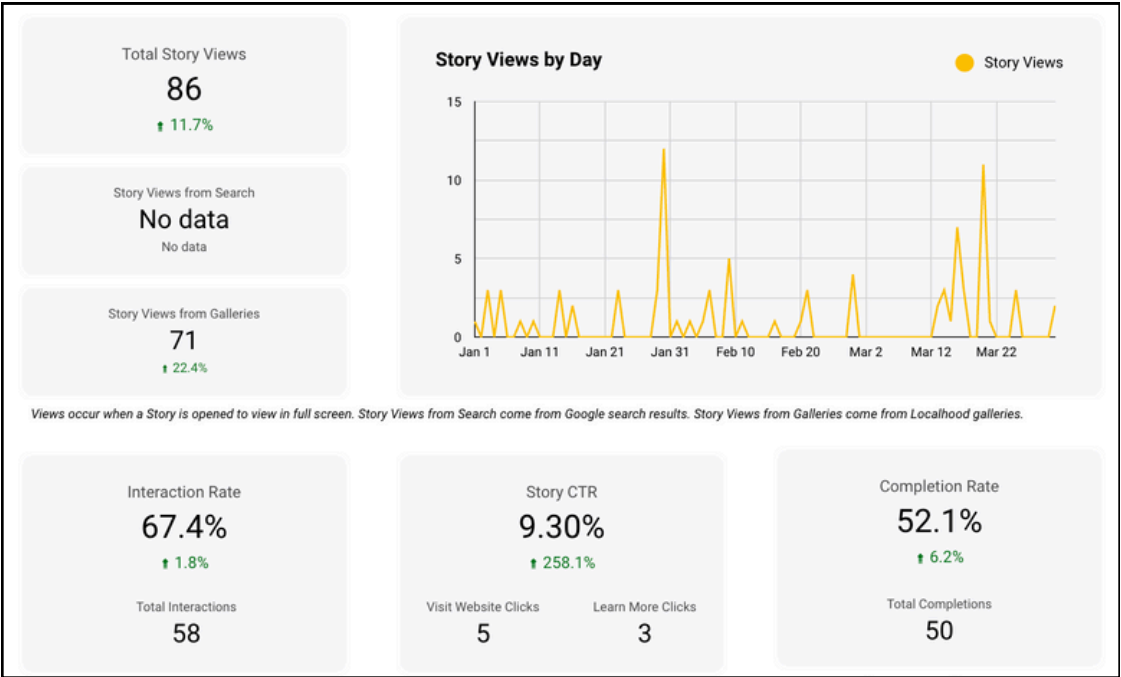 Total Story Views
86
11.7%
Story Views from Search
No data
No data
Story Views from Galleries
71
22.4%
Story Views by Day
Story Views
15
10
5
0
Jan 1 Jan 11 Jan 21 Jan 31 Feb 10 Feb 20 Mar 2 Mar 12 Mar 22
Views occur when a Story is opened to view in full screen. Story Views from Search come from Google search results. Story Views from Galleries come from Localhood galleries.
Interaction Rate
67.4%
1.8%
Total Interactions
58
Story CTR
9.30%
258.1%
Visit Website Clicks Learn More Clicks
5 3
Completion Rate
52.1%
6.2%
Total Completions
50